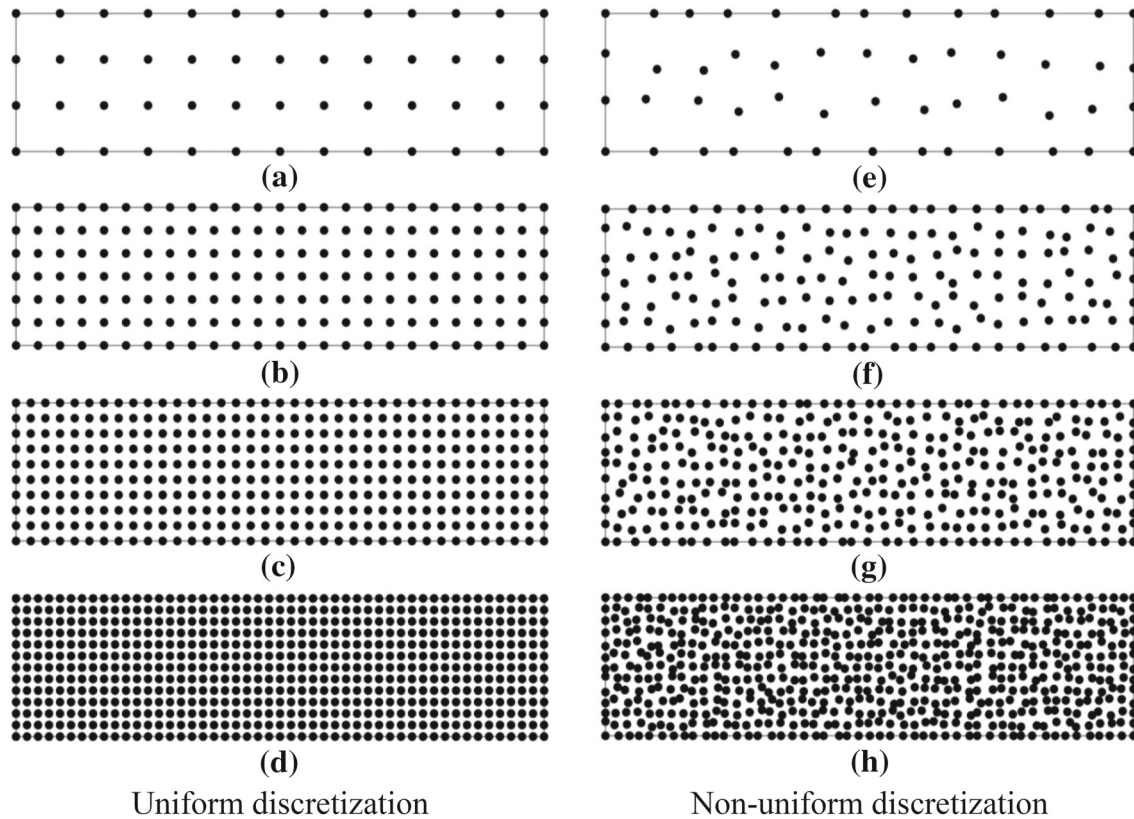 (a)
(e)
(b)
(f)
(c)
(g)
(d)
(h)
Uniform discretization
Non-uniform discretization